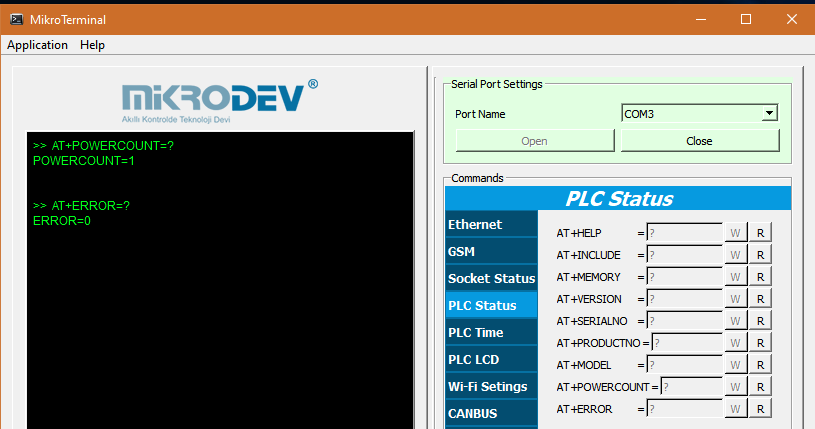 MikroTerminal
Application Help
MiKRODEV®
Akıllı Kontrolde Teknoloji Devi
>> AT+POWERCOUNT=?
POWERCOUNT=1
>> AT+ERROR=?
ERROR=0
Serial Port Settings
Port Name COM3
Open Close
Commands
PLC Status
Ethernet
GSM
Socket Status
PLC Status
PLC Time
PLC LCD
Wi-Fi Setings
CANBUS
AT+HELP = ? W R
AT+INCLUDE = ? W R
AT+MEMORY = ? W R
AT+VERSION = ? W R
AT+SERIALNO = ? W R
AT+PRODUCTNO = ? W R
AT+MODEL = ? W R
AT+POWERCOUNT = ? W R
AT+ERROR = ? W R